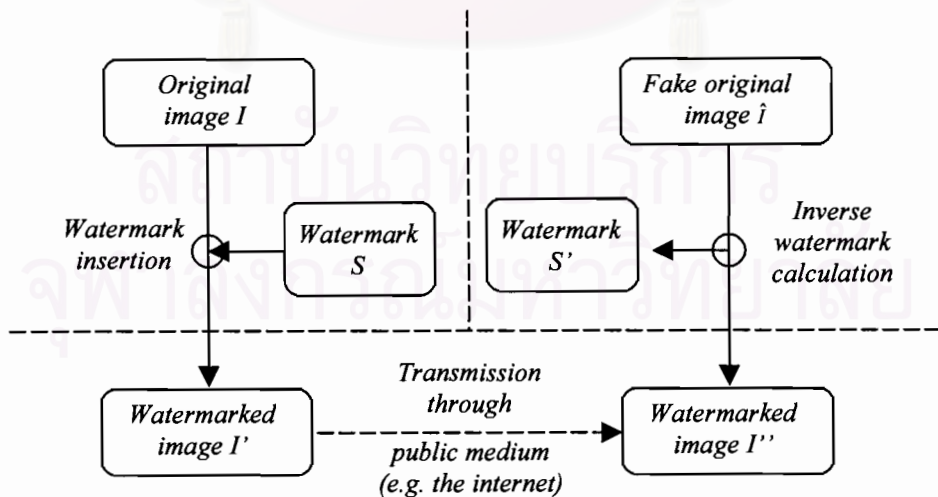 Original
image I
Fake original
image î
สถาบันวิทยบริการ
Watermark
insertion
Watermark
S
Watermark
S’
Inverse
watermark
calculation
จุฬาลงกรณ์มหาวิทยาลัย
Watermarked
image I’
Transmission
through
public medium
(e.g. the internet)
Watermarked
image I’’